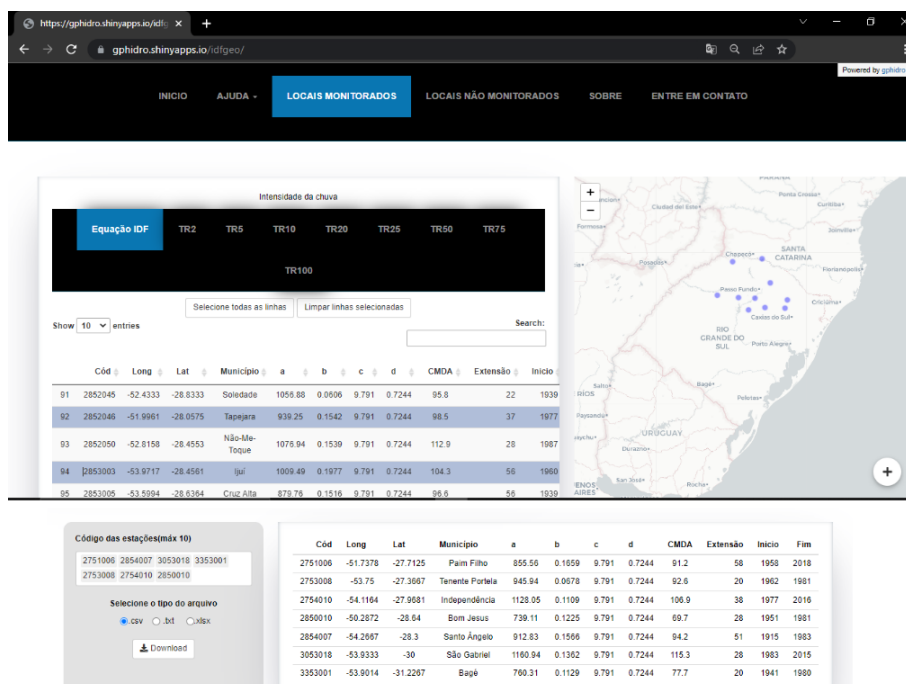 https://gphidro.shinyapps.io/idfg
gphidro.shinyapps.io/idfgeo/
Powered by gphidro
INICIO AJUDA LOCAIS MONITORADOS LOCAIS NÃO MONITORADOS SOBRE ENTRE EM CONTATO
Intensidade da chuva
Equação IDF TR2 TR5 TR10 TR20 TR25 TR50 TR75
TR100
Selecione todas as linhas Limpar linhas selecionadas
Show 10 entries
Search:
Cód Long Lat Município a b c d CMDA Extensão Inicio
91 2852045 -52.4333 -28.8333 Soledade 1056.88 0.0606 9.791 0.7244 95.8 22 1939
92 2852046 -51.9961 -28.0575 Tapejara 939.25 0.1542 9.791 0.7244 98.5 37 1977
93 2852050 -52.8158 -28.4553 Não-Me-
Toque 1076.94 0.1539 9.791 0.7244 112.9 28 1987
94 2853003 -53.9717 -28.4561 Ijuí 1009.49 0.1977 9.791 0.7244 104.3 56 1960
95 2853005 -53.5994 -28.6364 Cruz Alta 879.76 0.1516 9.791 0.7244 96.6 56 1939
+
−
Ponta Grossa
Curitiba
Ciudad del Este
Formosa
Joinville
Posadas
Chapecó
SANTA
CATARINA
Florianópolis
Passo Fundo
Criciúma
Caxias do Sul
RIO
GRANDE DO
SUL
Porto Alegre
Salto
RÍOS
Bagé
Pelotas
Paysandú
URUGUAY
Durazno
San José
Rocha
BUENOS
AIRES
+
Código das estações(máx 10)
2751006 2854007 3053018 3353001
2753008 2754010 2850010
Selecione o tipo do arquivo
.csv .txt .xlsx
Download
Cód Long Lat Município a b c d CMDA Extensão Inicio Fim
2751006 -51.7378 -27.7125 Paim Filho 855.56 0.1659 9.791 0.7244 91.2 58 1958 2018
2753008 -53.75 -27.3667 Tenente Portela 945.94 0.0678 9.791 0.7244 92.6 20 1962 1981
2754010 -54.1164 -27.9681 Independência 1128.05 0.1109 9.791 0.7244 106.9 38 1977 2016
2850010 -50.2872 -28.64 Bom Jesus 739.11 0.1225 9.791 0.7244 69.7 28 1951 1981
2854007 -54.2667 -28.3 Santo Ângelo 912.83 0.1566 9.791 0.7244 94.2 51 1915 1983
3053018 -53.9333 -30 São Gabriel 1160.94 0.1362 9.791 0.7244 115.3 28 1983 2015
3353001 -53.9014 -31.2267 Bagé 760.31 0.1129 9.791 0.7244 77.7 20 1941 1980